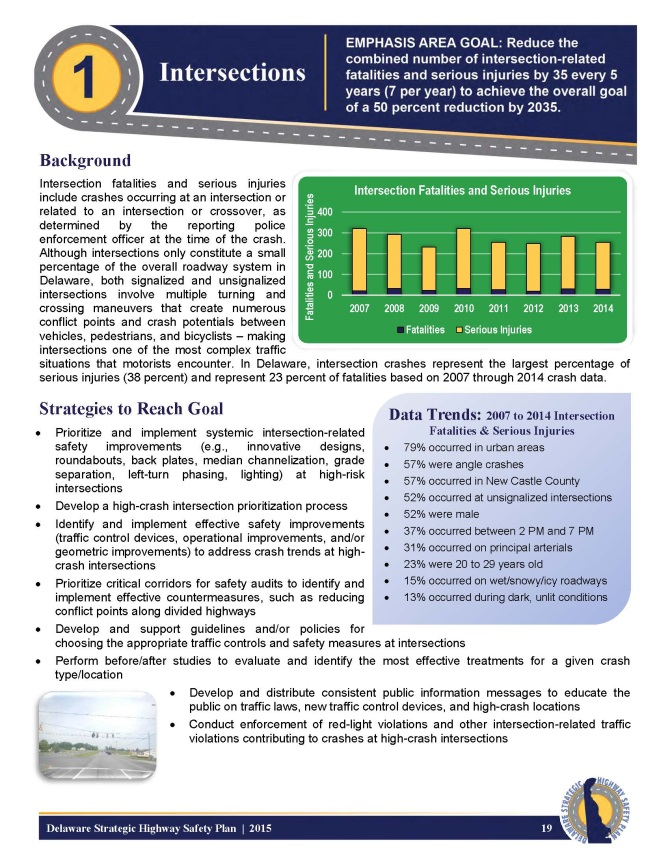 1
Intersections
EMPHASIS AREA GOAL: Reduce the
combined number of intersection-related
fatalities and serious injuries by 35 every 5
years (7 per year) to achieve the overall goal
of a 50 percent reduction by 2035.
Background
Intersection fatalities and serious injuries
include crashes occurring at an intersection or
related to an intersection or crossover, as
determined by the reporting police
enforcement officer at the time of the crash.
Although intersections only constitute a small
percentage of the overall roadway system in
Delaware, both signalized and unsignalized
intersections involve multiple turning and
crossing maneuvers that create numerous
conflict points and crash potentials between
vehicles, pedestrians, and bicyclists – making
intersections one of the most complex traffic
situations that motorists encounter. In Delaware, intersection crashes represent the largest percentage of
serious injuries (38 percent) and represent 23 percent of fatalities based on 2007 through 2014 crash data.
Intersection Fatalities and Serious Injuries
Fatalities and Serious Injuries
400
300
200
100
0
2007 2008 2009 2010 2011 2012 2013 2014
Fatalities Serious Injuries
Strategies to Reach Goal
• Prioritize and implement systemic intersection-related
safety improvements (e.g., innovative designs,
roundabouts, back plates, median channelization, grade
separation, left-turn phasing, lighting) at high-risk
intersections
• Develop a high-crash intersection prioritization process
• Identify and implement effective safety improvements
(traffic control devices, operational improvements, and/or
geometric improvements) to address crash trends at high-
crash intersections
• Prioritize critical corridors for safety audits to identify and
implement effective countermeasures, such as reducing
conflict points along divided highways
• Develop and support guidelines and/or policies for
choosing the appropriate traffic controls and safety measures at intersections
• Perform before/after studies to evaluate and identify the most effective treatments for a given crash
type/location
• Develop and distribute consistent public information messages to educate the
public on traffic laws, new traffic control devices, and high-crash locations
• Conduct enforcement of red-light violations and other intersection-related traffic
violations contributing to crashes at high-crash intersections
Data Trends: 2007 to 2014 Intersection
Fatalities & Serious Injuries
• 79% occurred in urban areas
• 57% were angle crashes
• 57% occurred in New Castle County
• 52% occurred at unsignalized intersections
• 52% were male
• 37% occurred between 2 PM and 7 PM
• 31% occurred on principal arterials
• 23% were 20 to 29 years old
• 15% occurred on wet/snowy/icy roadways
• 13% occurred during dark, unlit conditions
Delaware Strategic Highway Safety Plan | 2015
19
DELAWARE STRATEGIC HIGHWAY SAFETY PLAN